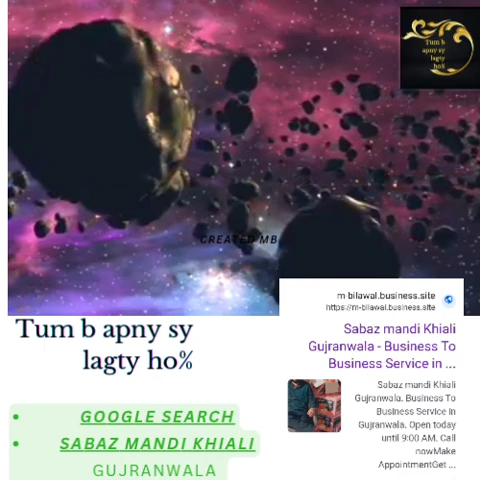 Tum b
apny sy
lagty
ho%
CREATED MB
m-bilawal.business.site
https://m-bilawal.business.site
Tum b apny sy
lagty ho%
Sabaz mandi Khiali
Gujranwala - Business To
Business Service in ...
Sabaz mandi Khiali
Gujranwala. Business To
Business Service in
Gujranwala. Open today
until 9:00 AM. Call
nowMake
AppointmentGet ...
• GOOGLE SEARCH
• SABAZ MANDI KHIALI
GUJRANWALA